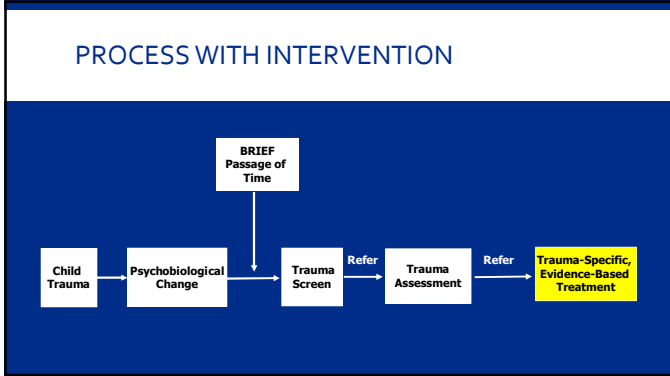 PROCESS WITH INTERVENTION
BRIEF
Passage of
Time
Child
Trauma
Psychobiological
Change
Trauma
Screen
Refer
Trauma
Assessment
Refer
Trauma-Specific,
Evidence-Based
Treatment